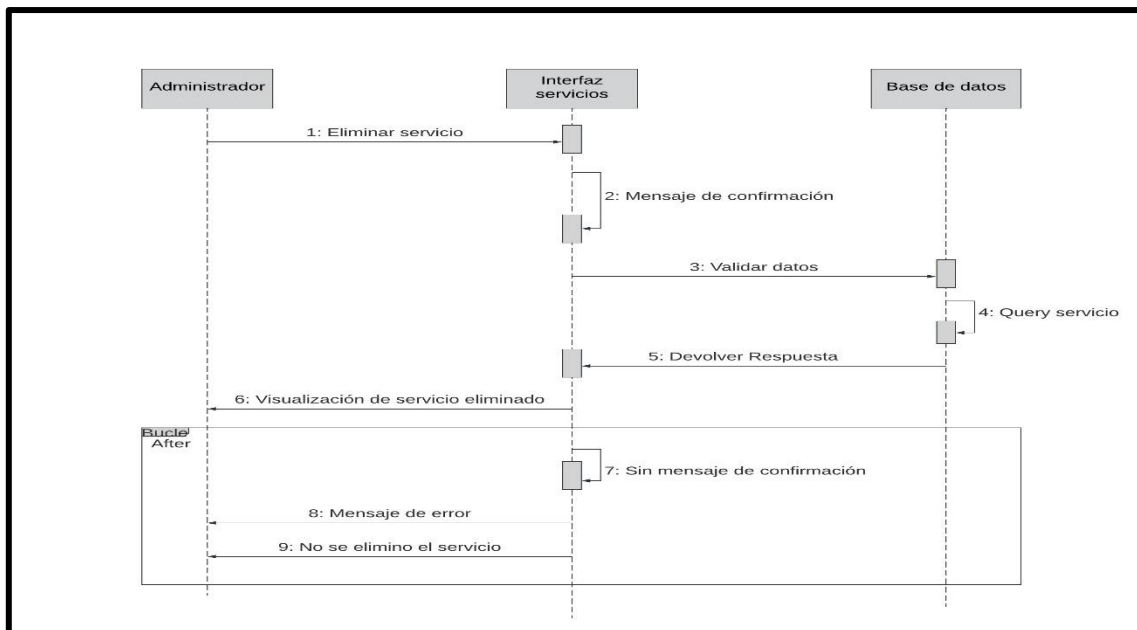 Administrador
Interfaz
servicios
Base de datos
1: Eliminar servicio
2: Mensaje de confirmación
3: Validar datos
4: Query servicio
5: Devolver Respuesta
6: Visualización de servicio eliminado
Bucle
After
7: Sin mensaje de confirmación
8: Mensaje de error
9: No se elimino el servicio